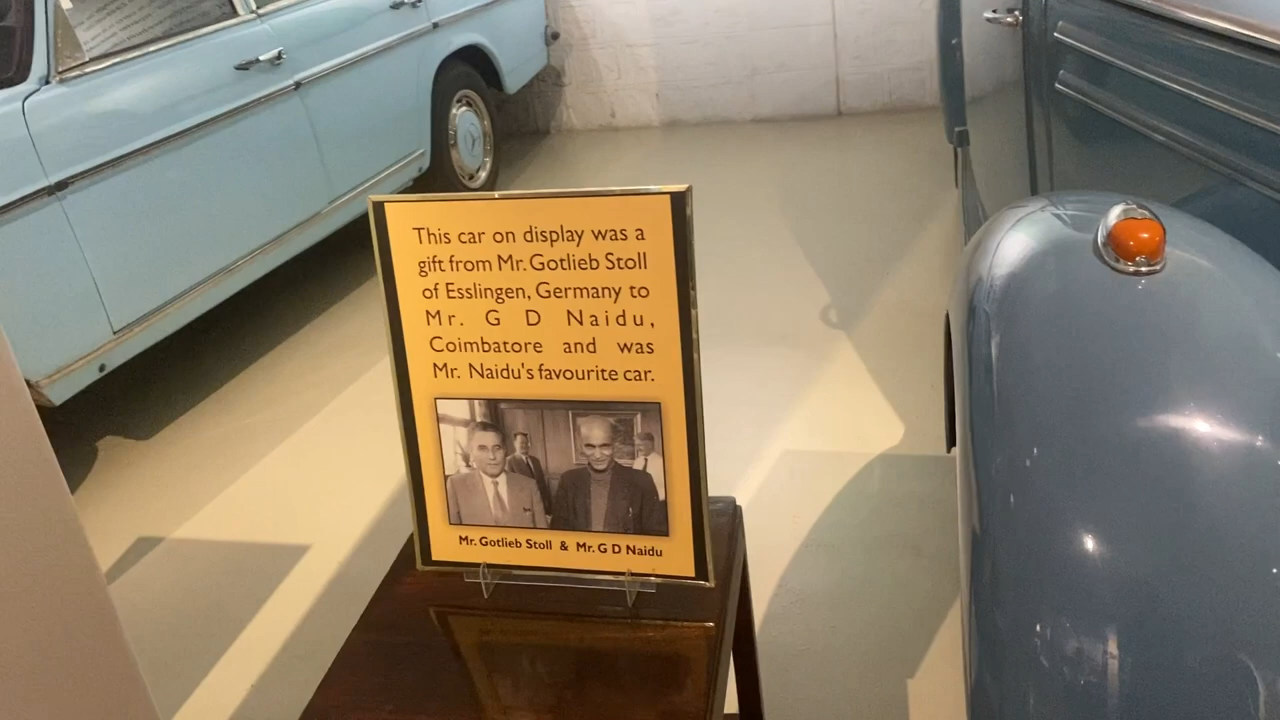 This car on display was a
gift from Mr. Gotlieb Stoll
of Esslingen, Germany to
Mr. G D Naidu,
Coimbatore and was
Mr. Naidu's favourite car.
Mr. Gotlieb Stoll & Mr. G D Naidu